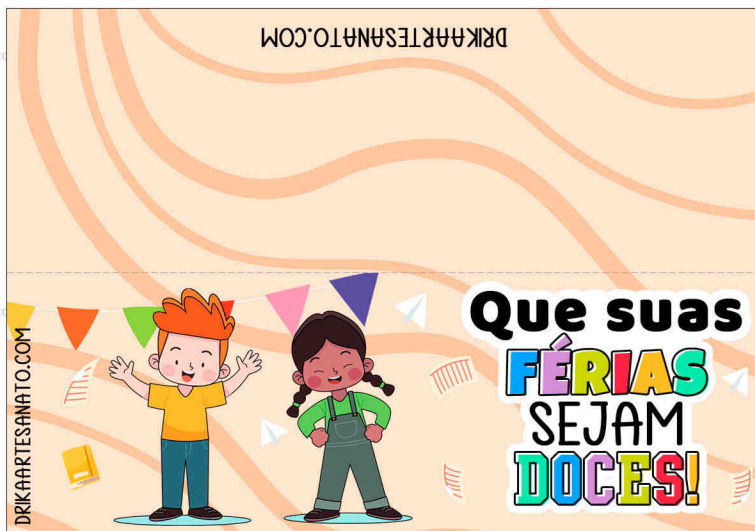 DRIKAARTESANATO.COM
DRIKAARTESANATO.COM
Que suas
FÉRIAS
SEJAM
DOCES!